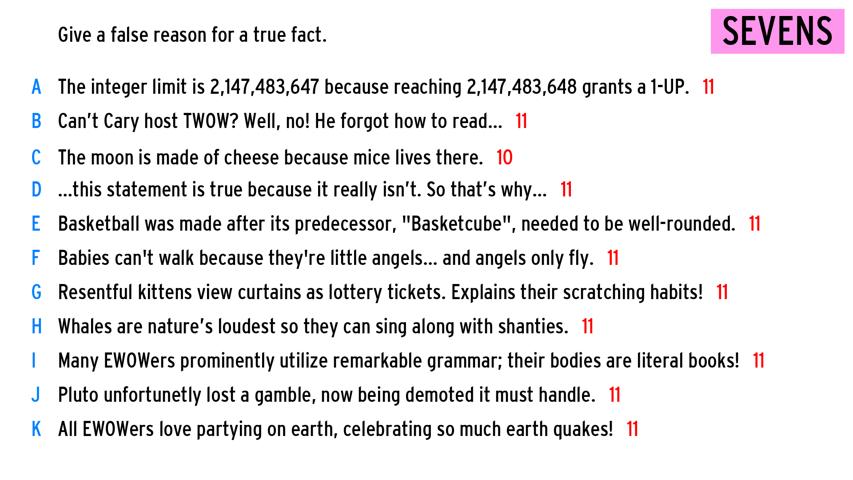 Give a false reason for a true fact.
SEVENS
A The integer limit is 2,147,483,647 because reaching 2,147,483,648 grants a 1-UP. 11
B Can't Cary host TWOW? Well, no! He forgot how to read... 11
C The moon is made of cheese because mice lives there. 10
D ...this statement is true because it really isn't. So that's why... 11
E Basketball was made after its predecessor, "Basketcube", needed to be well-rounded. 11
F Babies can't walk because they're little angels... and angels only fly. 11
G Resentful kittens view curtains as lottery tickets. Explains their scratching habits! 11
H Whales are nature's loudest so they can sing along with shanties. 11
I Many EWOWers prominently utilize remarkable grammar; their bodies are literal books! 11
J Pluto unfortunetly lost a gamble, now being demoted it must handle. 11
K All EWOWers love partying on earth, celebrating so much earth quakes! 11